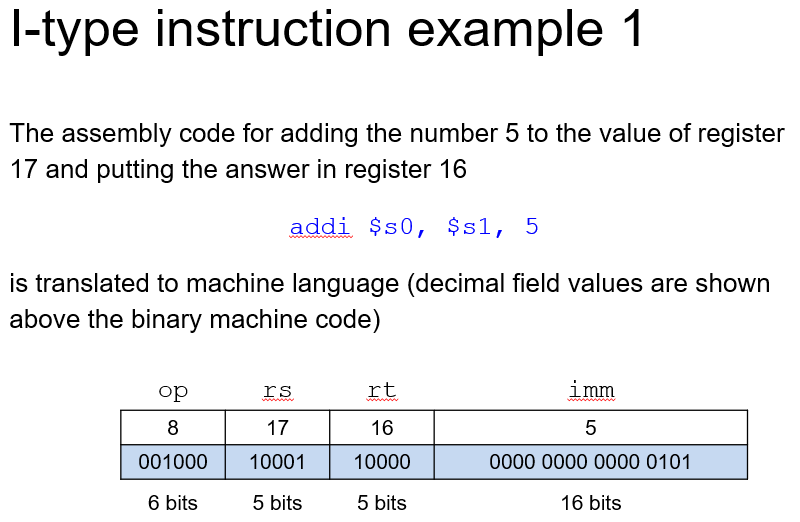 I-type instruction example 1
The assembly code for adding the number 5 to the value of register
17 and putting the answer in register 16
addi $s0, $s1, 5
is translated to machine language (decimal field values are shown
above the binary machine code)
op rs rt imm
8 17 16 5
001000 10001 10000 0000 0000 0000 0101
6 bits 5 bits 5 bits 16 bits